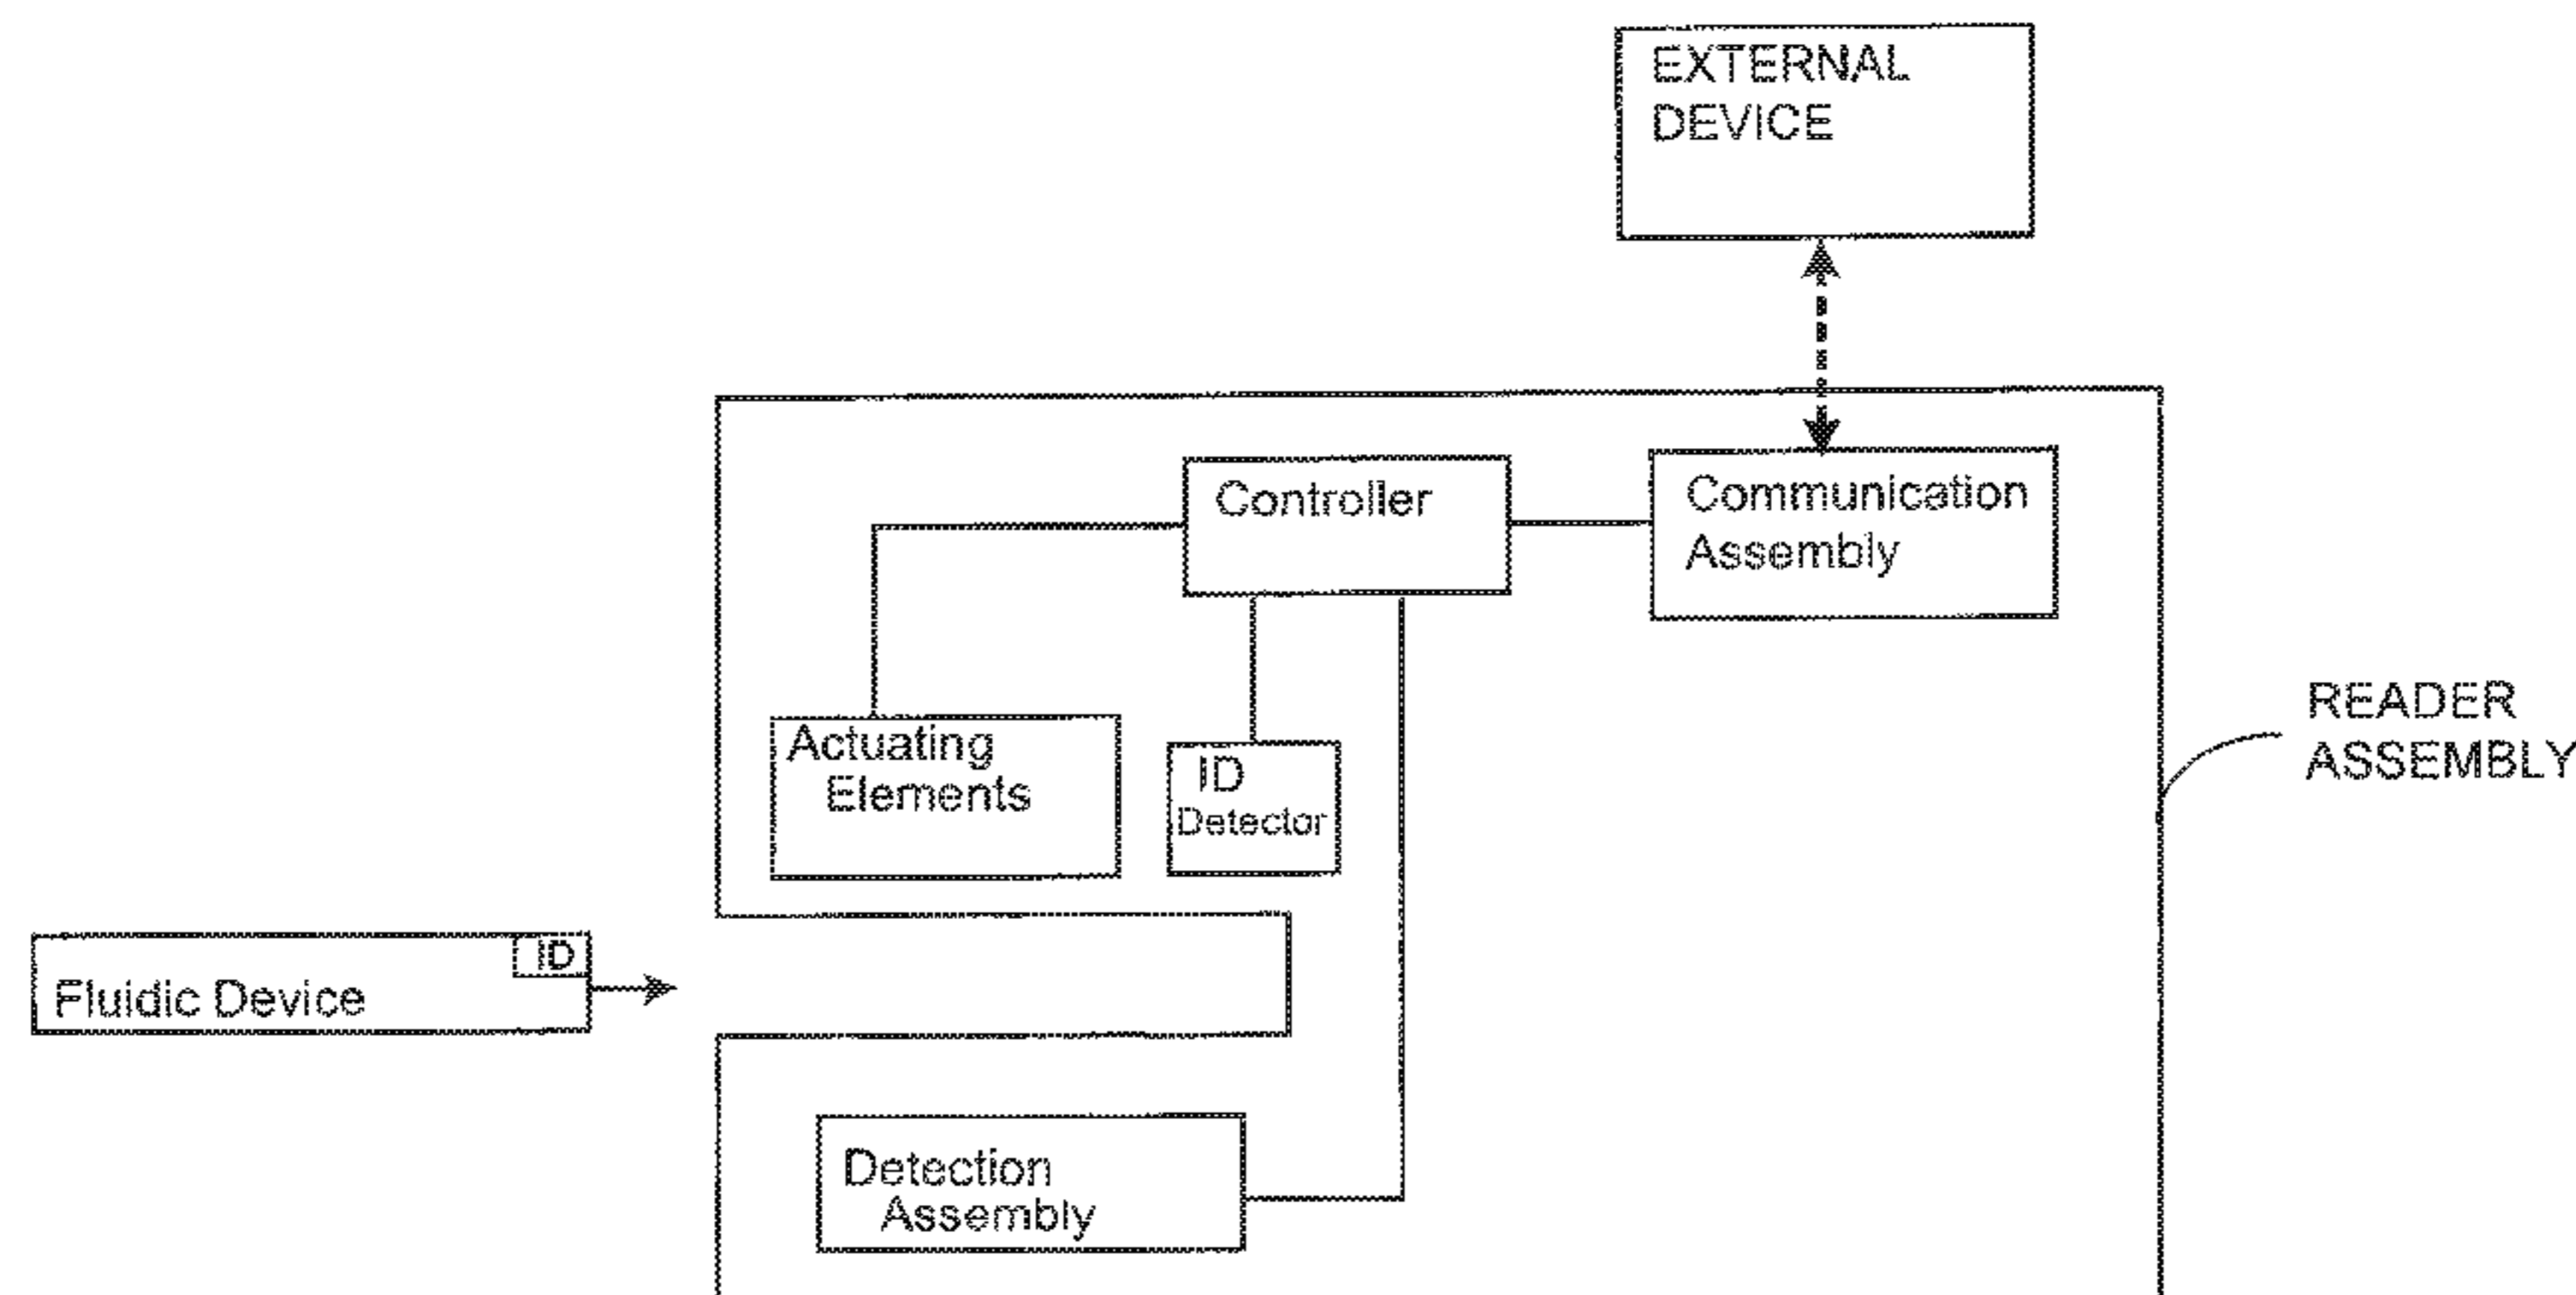 EXTERNAL
DEVICE
Controller
Communication
Assembly
READER
ASSEMBLY
Actuating
Elements
ID
Detector
ID
Fluidic Device
Detection
Assembly